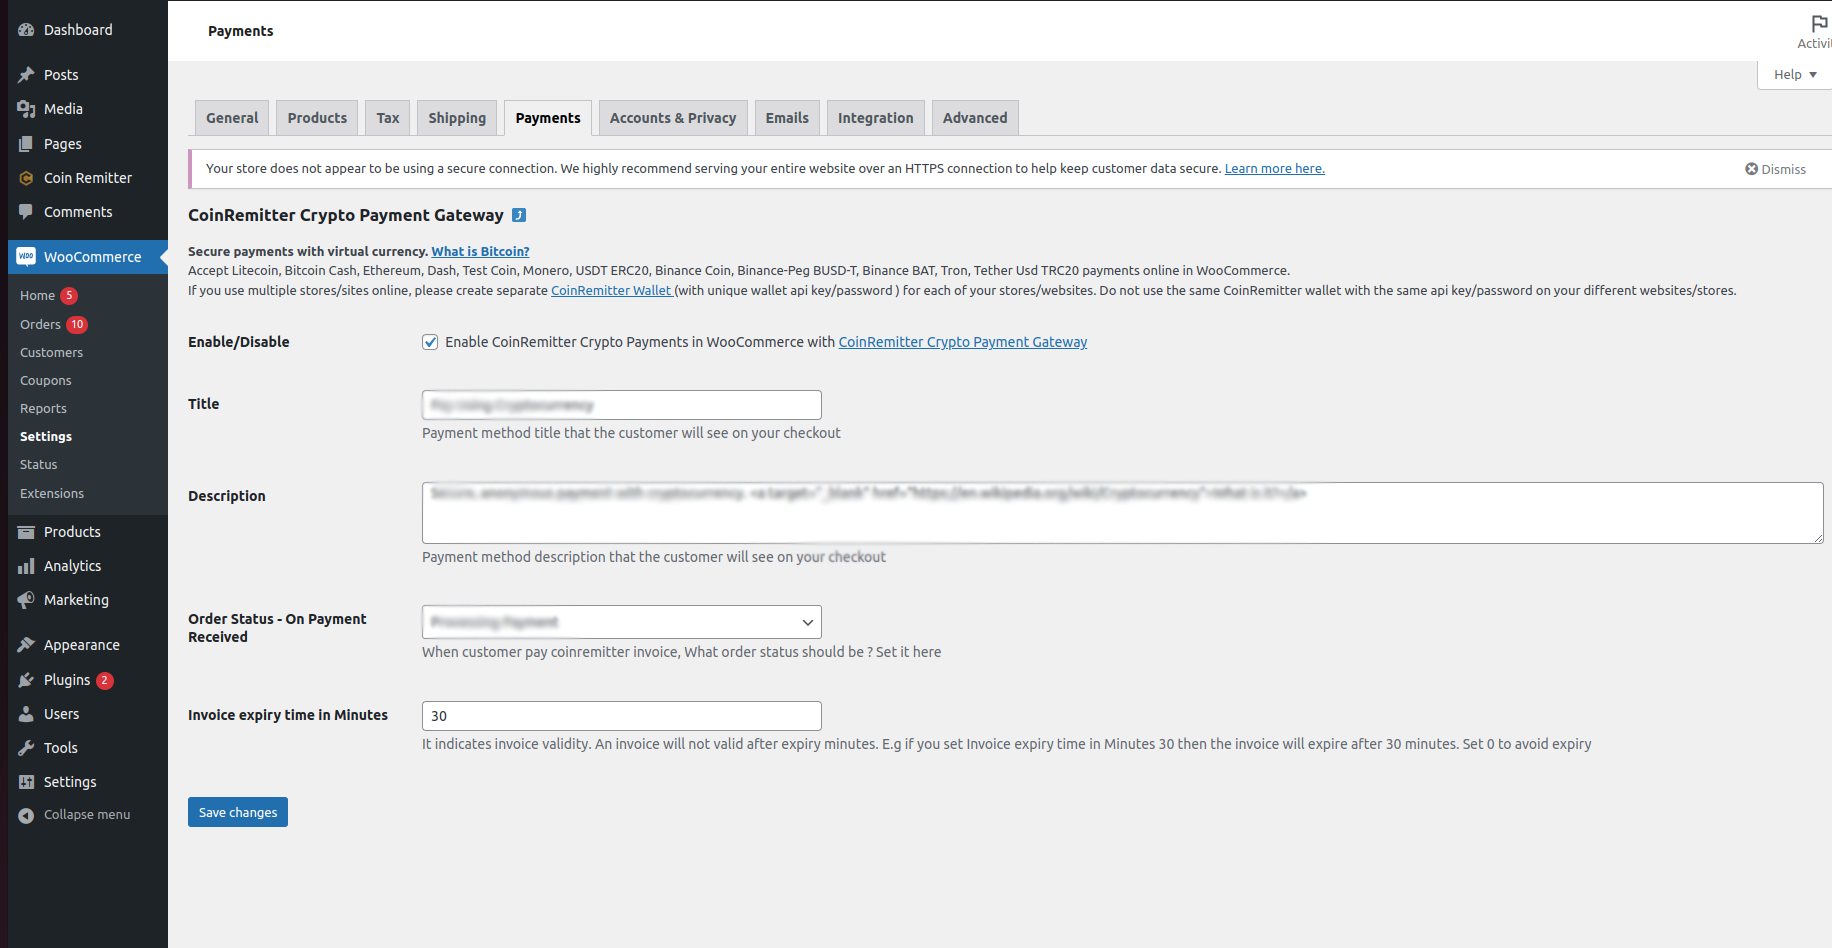 Dashboard
Posts
Media
Pages
Coin Remitter
Comments
WooCommerce
Home 5
Orders 10
Customers
Coupons
Reports
Settings
Status
Extensions
Products
Analytics
Marketing
Appearance
Plugins 2
Users
Tools
Settings
Collapse menu
Payments
Activi
Help
General Products Tax Shipping Payments Accounts & Privacy Emails Integration Advanced
Your store does not appear to be using a secure connection. We highly recommend serving your entire website over an HTTPS connection to help keep customer data secure. Learn more here.
Dismiss
CoinRemitter Crypto Payment Gateway
Secure payments with virtual currency. What is Bitcoin?
Accept Litecoin, Bitcoin Cash, Ethereum, Dash, Test Coin, Monero, USDT ERC20, Binance Coin, Binance-Peg BUSD-T, Binance BAT, Tron, Tether Usd TRC20 payments online in WooCommerce.
If you use multiple stores/sites online, please create separate CoinRemitter Wallet (with unique wallet api key/password ) for each of your stores/websites. Do not use the same CoinRemitter wallet with the same api key/password on your different websites/stores.
Enable/Disable
Enable CoinRemitter Crypto Payments in WooCommerce with CoinRemitter Crypto Payment Gateway
Title
Payment method title that the customer will see on your checkout
Description
Payment method description that the customer will see on your checkout
Order Status - On Payment
Received
When customer pay coinremitter invoice, What order status should be ? Set it here
Invoice expiry time in Minutes
30
It indicates invoice validity. An invoice will not valid after expiry minutes. E.g if you set Invoice expiry time in Minutes 30 then the invoice will expire after 30 minutes. Set 0 to avoid expiry
Save changes